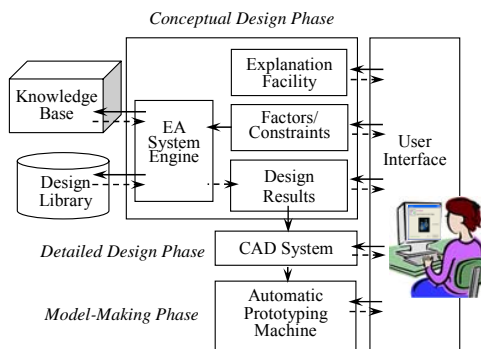 Conceptual Design Phase
Explanation
Facility
Knowledge
Base
EA
System
Engine
Factors/
Constraints
User
Interface
Design
Library
Design
Results
Detailed Design Phase
CAD System
Model-Making Phase
Automatic
Prototyping
Machine